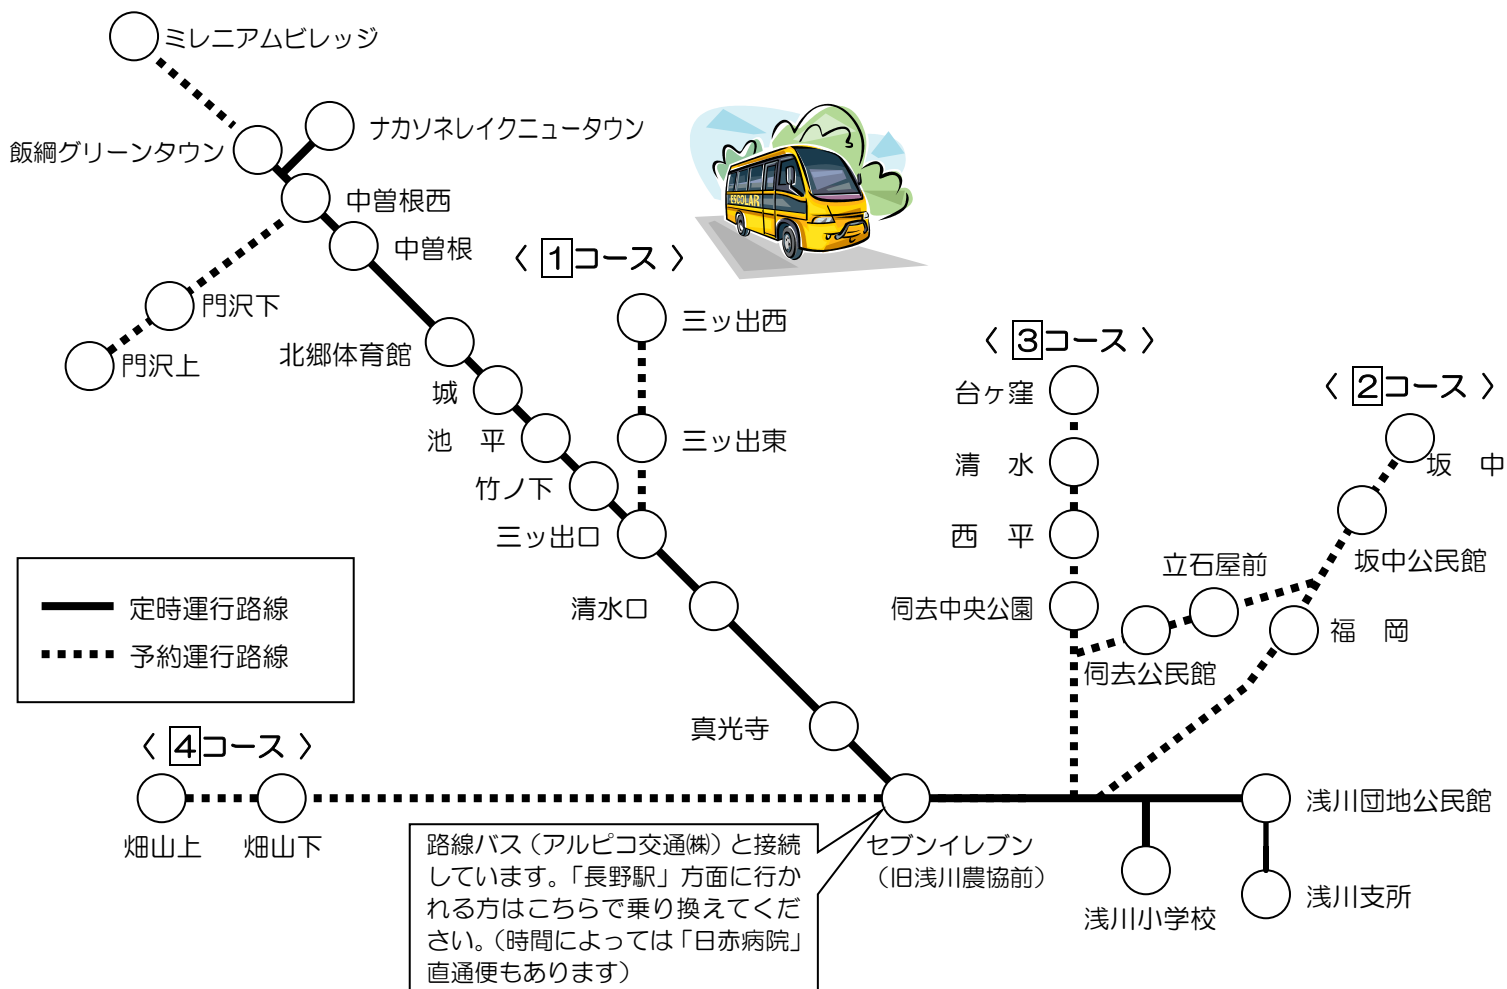 ミレニアムビレッジ
ナカソネレイクニュータウン
飯綱グリーンタウン
中曽根西
中曽根
ESCOLAR
〈 1コース 〉
門沢下
三ッ出西
門沢上
北郷体育館
〈 3コース 〉
城
台ヶ窪
〈 2コース 〉
池　平
三ッ出東
清　水
坂　中
竹ノ下
三ッ出口
西　平
立石屋前
坂中公民館
定時運行路線
清水口
伺去中央公園
福　岡
予約運行路線
伺去公民館
真光寺
〈 4コース 〉
浅川団地公民館
畑山上
畑山下
路線バス（アルピコ交通㈱）と接続
しています。「長野駅」方面に行か
れる方はこちらで乗り換えてくだ
さい。（時間によっては「日赤病院」
直通便もあります）
セブンイレブン
（旧浅川農協前）
浅川小学校
浅川支所